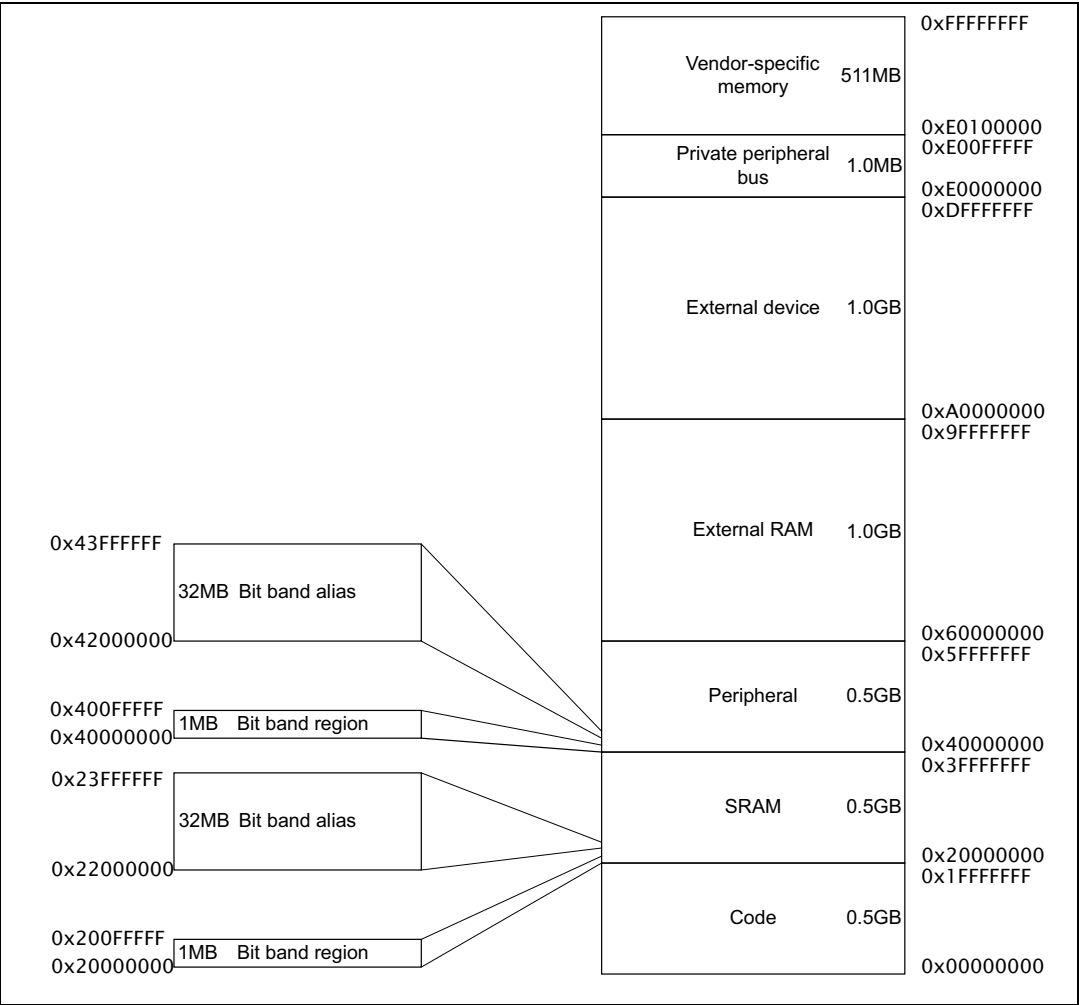 0xFFFFFFFF
Vendor-specific
memory
511MB
0xE0100000
0xE00FFFFF
Private peripheral
bus
1.0MB
0xE0000000
0xDFFFFFFF
External device
1.0GB
0xA0000000
0x9FFFFFFF
External RAM
1.0GB
0x60000000
0x5FFFFFFF
Peripheral
0.5GB
0x40000000
0x3FFFFFFF
SRAM
0.5GB
0x20000000
0x1FFFFFFF
Code
0.5GB
0x00000000
0x43FFFFFF
32MB Bit band alias
0x42000000
0x400FFFFF
1MB Bit band region
0x40000000
0x23FFFFFF
32MB Bit band alias
0x22000000
0x200FFFFF
1MB Bit band region
0x20000000